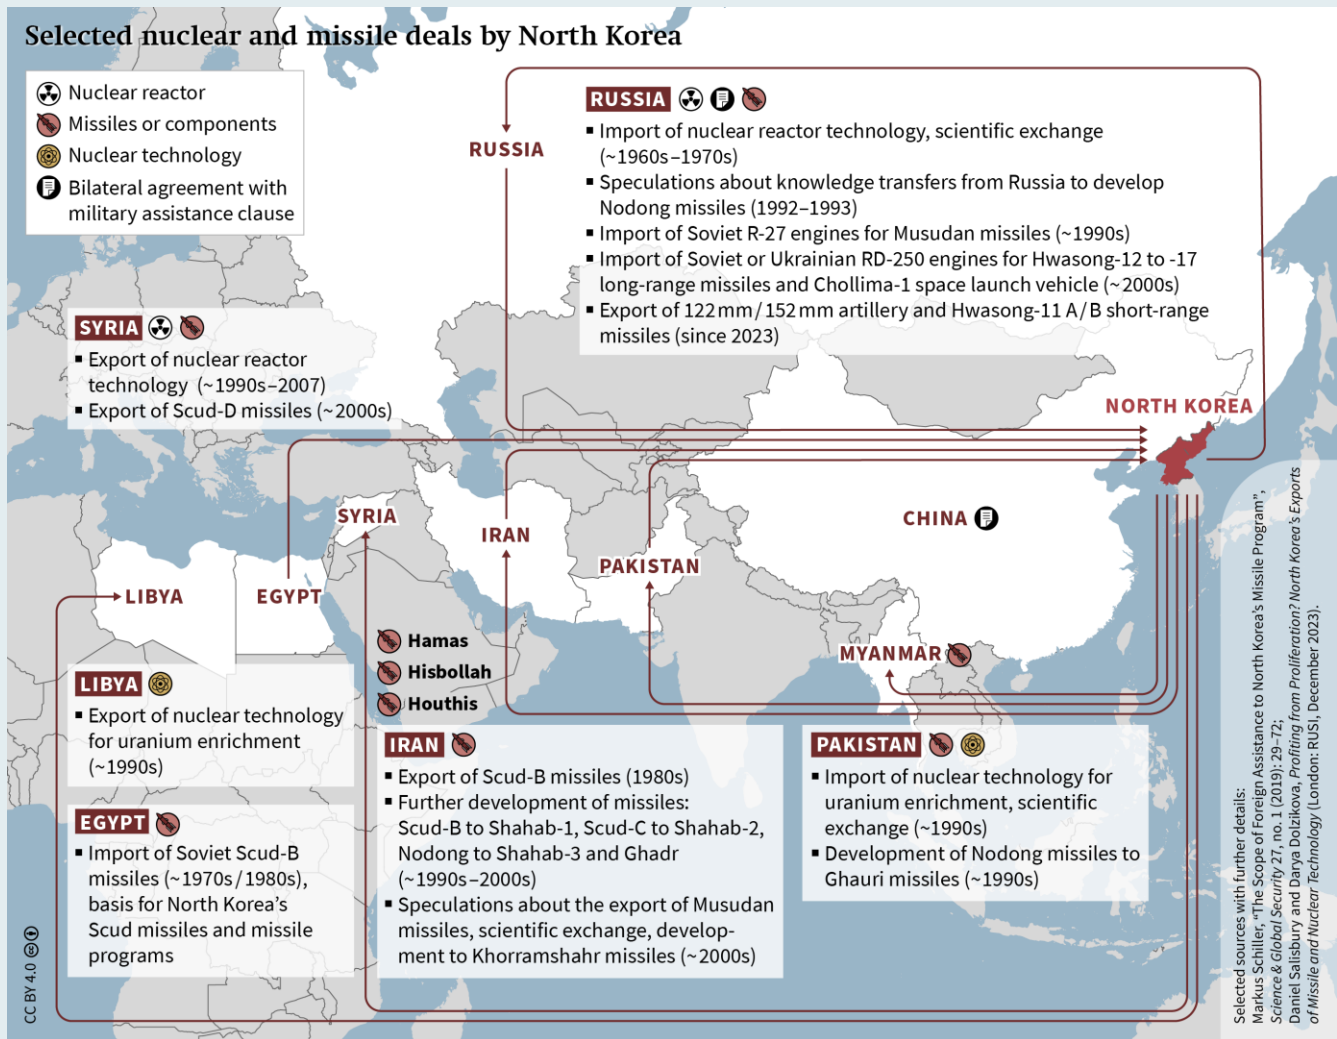 Selected nuclear and missile deals by North Korea
Nuclear reactor
Missiles or components
Nuclear technology
Bilateral agreement with
military assistance clause
RUSSIA
RUSSIA
▪ Import of nuclear reactor technology, scientific exchange
(~1960s–1970s)
▪ Speculations about knowledge transfers from Russia to develop
Nodong missiles (1992–1993)
▪ Import of Soviet R-27 engines for Musudan missiles (~1990s)
▪ Import of Soviet or Ukrainian RD-250 engines for Hwasong-12 to -17
long-range missiles and Chollima-1 space launch vehicle (~2000s)
▪ Export of 122 mm / 152 mm artillery and Hwasong-11 A / B short-range
missiles (since 2023)
SYRIA
▪ Export of nuclear reactor
technology (~1990s–2007)
▪ Export of Scud-D missiles (~2000s)
NORTH KOREA
SYRIA
IRAN
CHINA
PAKISTAN
LIBYA
EGYPT
MYANMAR
Hamas
Hisbollah
Houthis
LIBYA
▪ Export of nuclear technology
for uranium enrichment
(~1990s)
EGYPT
▪ Import of Soviet Scud-B
missiles (~1970s / 1980s),
basis for North Korea’s
Scud missiles and missile
programs
IRAN
▪ Export of Scud-B missiles (1980s)
▪ Further development of missiles:
Scud-B to Shahab-1, Scud-C to Shahab-2,
Nodong to Shahab-3 and Ghadr
(~1990s–2000s)
▪ Speculations about the export of Musudan
missiles, scientific exchange, develop-
ment to Khorramshahr missiles (~2000s)
PAKISTAN
▪ Import of nuclear technology for
uranium enrichment, scientific
exchange (~1990s)
▪ Development of Nodong missiles to
Ghauri missiles (~1990s)
Selected sources with further details:
Markus Schiller, “The Scope of Foreign Assistance to North Korea’s Missile Program”,
Science & Global Security 27, no. 1 (2019): 29–72;
Daniel Salisbury and Darya Dolzikova, Profiting from Proliferation? North Korea’s Exports
of Missile and Nuclear Technology (London: RUSI, December 2023).
CC BY 4.0